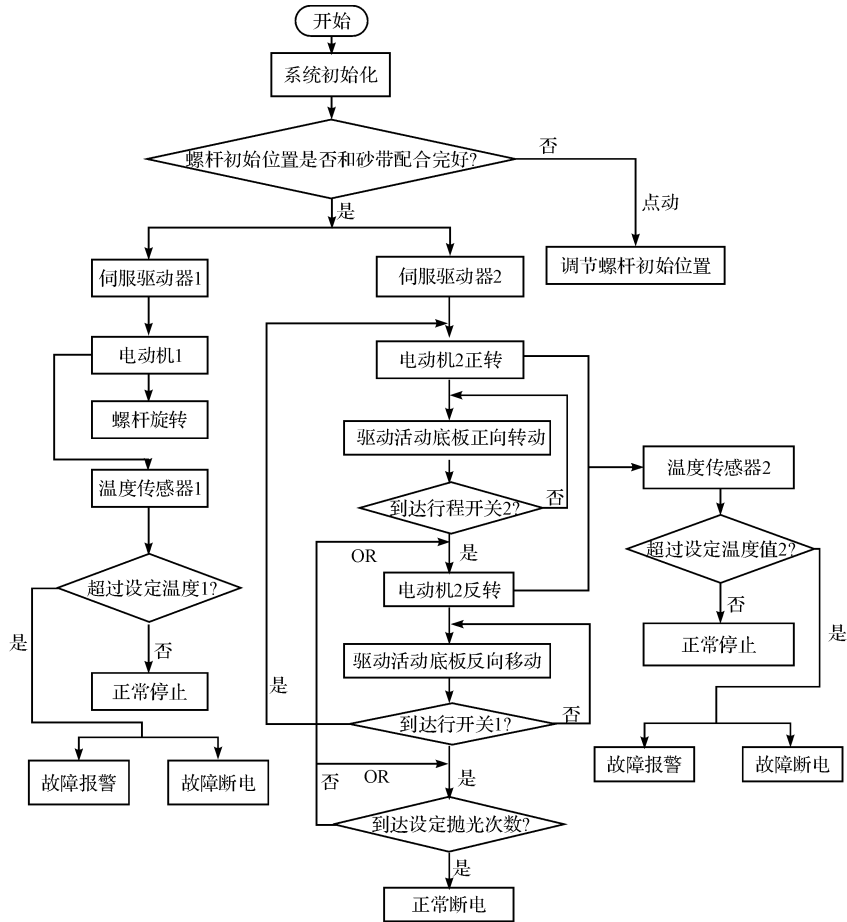 开始
系统初始化
螺杆初始位置是否和砂带配合完好?
否
点动
是
调节螺杆初始位置
伺服驱动器1
伺服驱动器2
电动机1
电动机2正转
螺杆旋转
驱动活动底板正向转动
温度传感器1
温度传感器2
到达行程开关2?
否
是
OR
超过设定温度值2?
超过设定温度1?
电动机2反转
否
是
是
否
正常停止
驱动活动底板反向移动
正常停止
是
到达行开关1?
否
故障报警
故障断电
否
OR
是
故障报警
故障断电
到达设定抛光次数?
是
正常断电